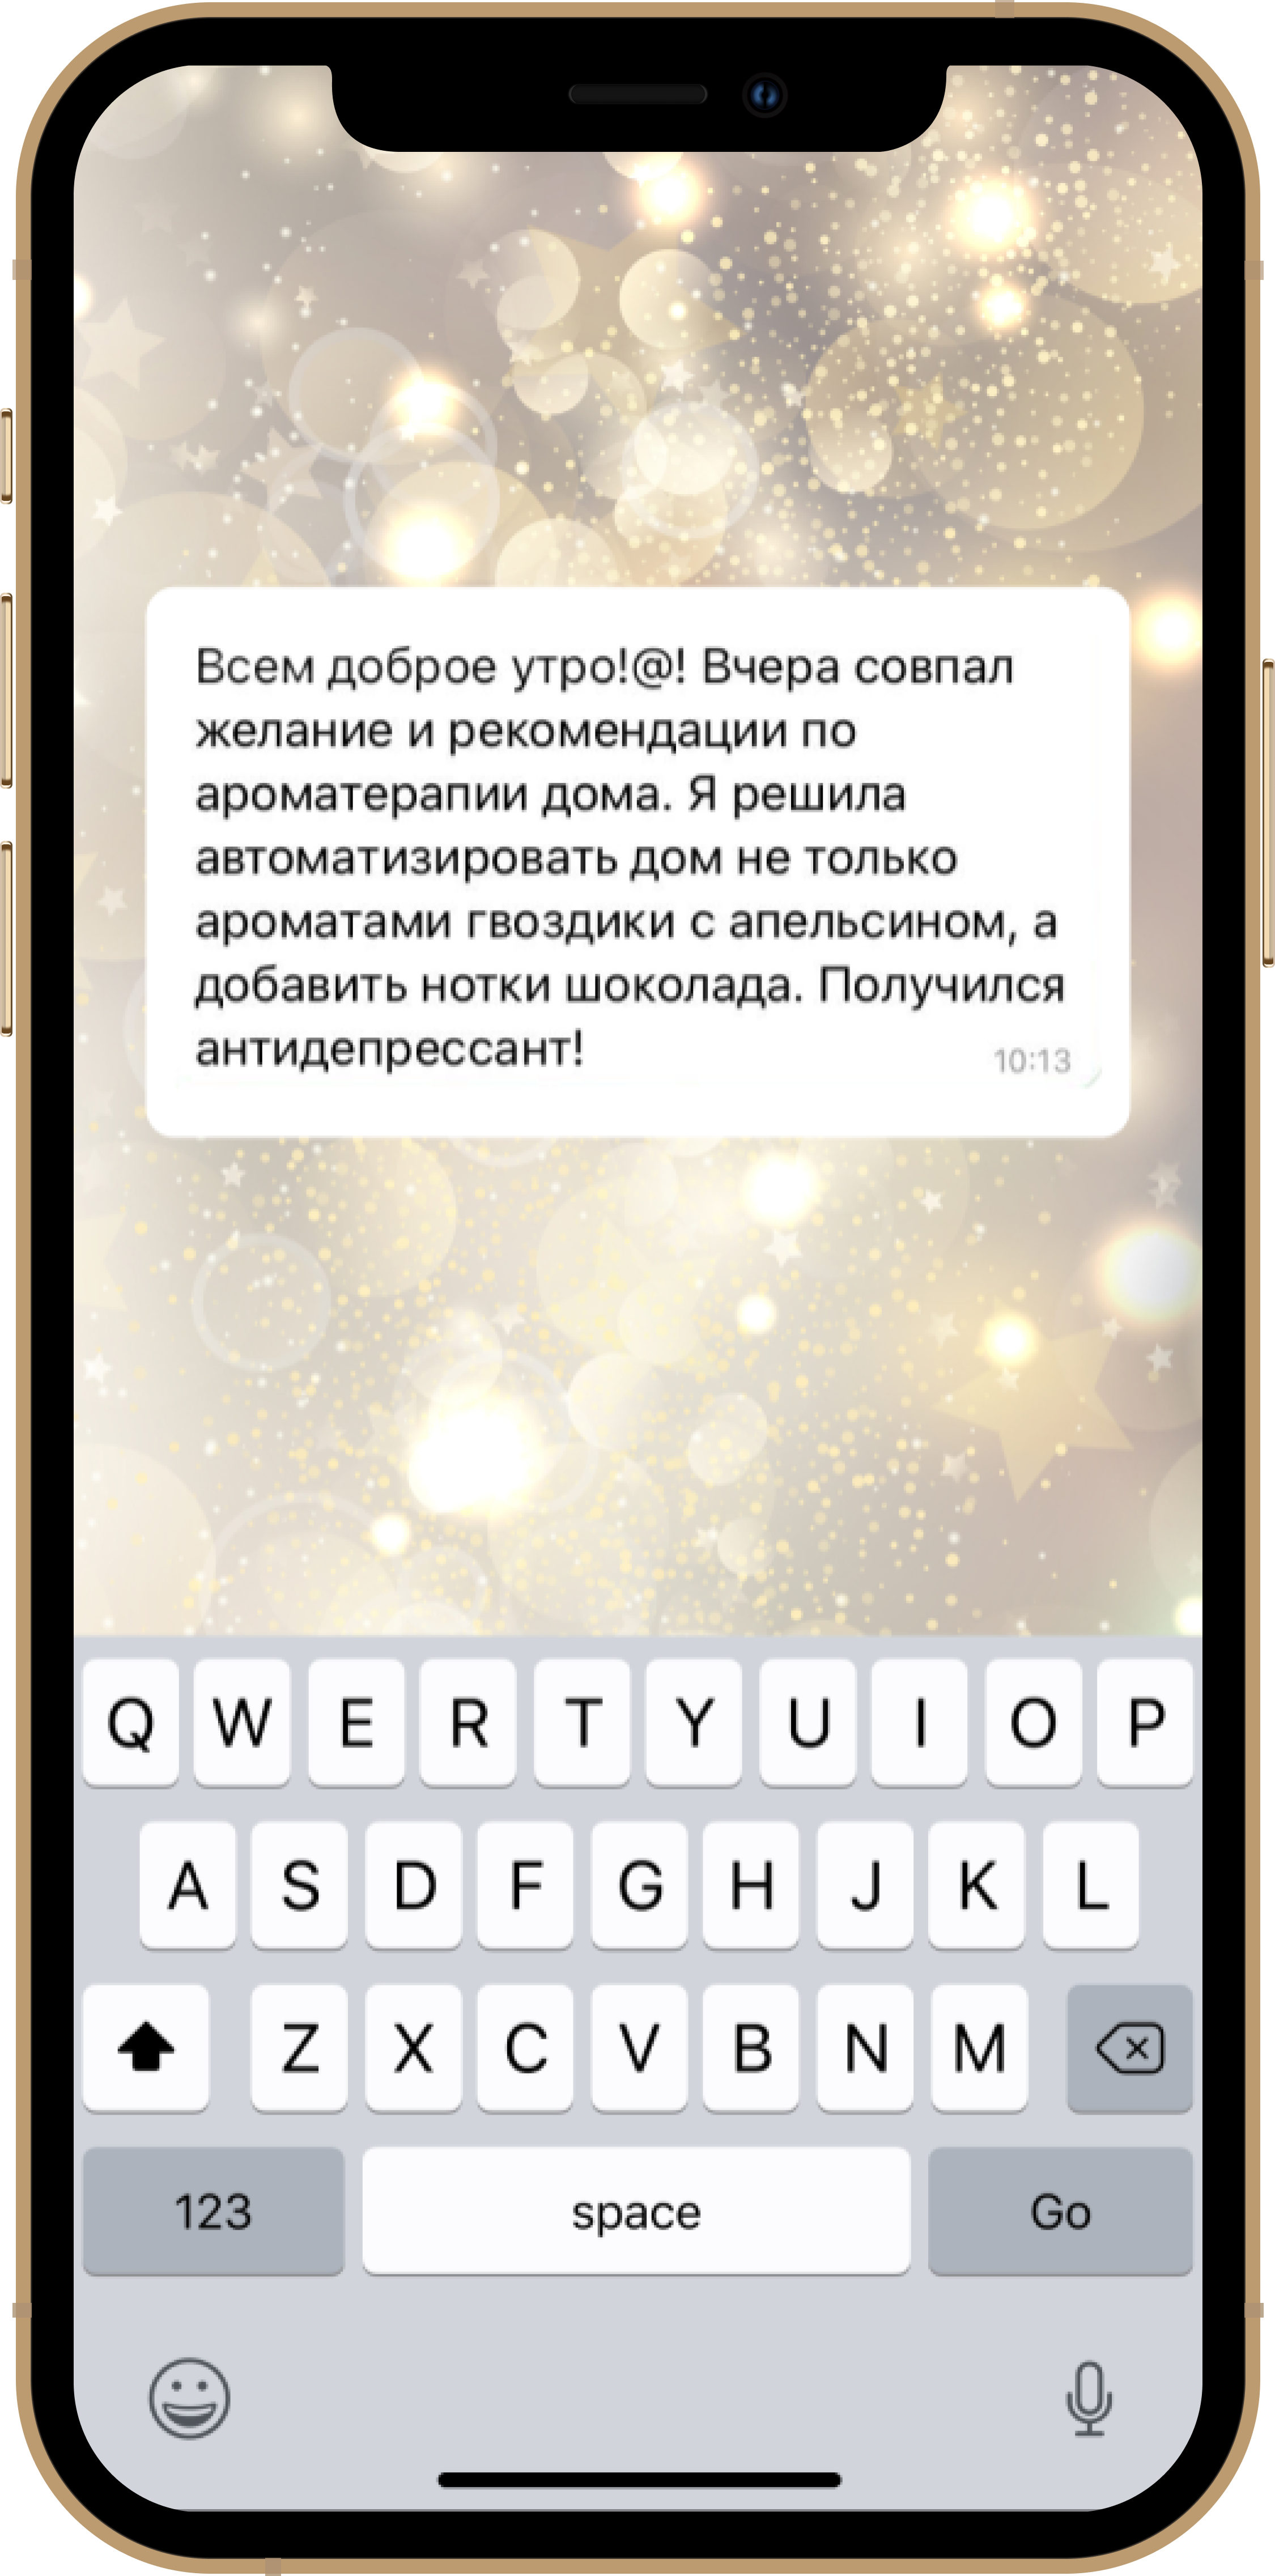 Всем доброе утро!@! Вчера совпал
желание и рекомендации по
ароматерапии дома. Я решила
автоматизировать дом не только
ароматами гвоздики с апельсином, а
добавить нотки шоколада. Получился
антидепрессант!
10:13
Q W E R T Y U I O P
A S D F G H J K L
Z X C V B N M
123 space Go